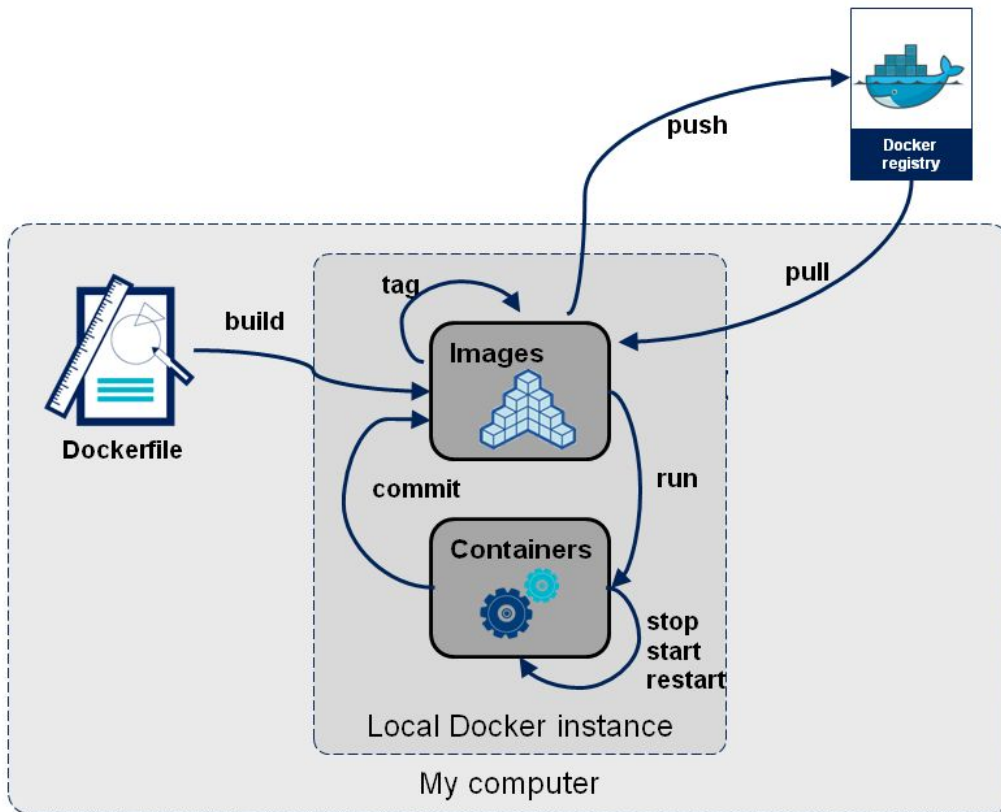 push
Docker
registry
pull
tag
build
Images
Dockerfile
commit
run
Containers
stop
start
restart
Local Docker instance
My computer